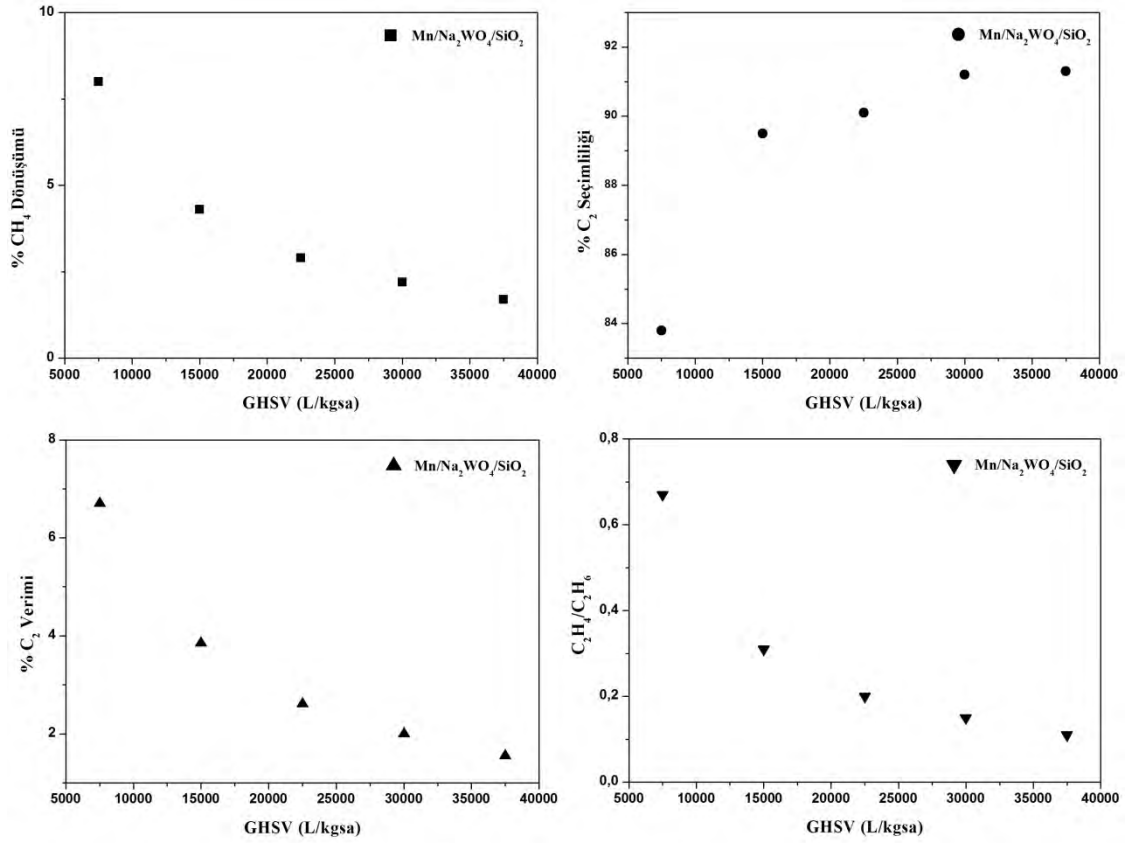 Mn/Na₂WO₄/SiO₂
% CH₄ Dönüşümü
10
5
0
5000 10000 15000 20000 25000 30000 35000 40000
GHSV (L/kgsa)
Mn/Na₂WO₄/SiO₂
% C₂ Seçimliliği
92
90
88
86
84
5000 10000 15000 20000 25000 30000 35000 40000
GHSV (L/kgsa)
Mn/Na₂WO₄/SiO₂
% C₂ Verimi
8
6
4
2
5000 10000 15000 20000 25000 30000 35000 40000
GHSV (L/kgsa)
Mn/Na₂WO₄/SiO₂
C₂H₄/C₂H₆
0,8
0,6
0,4
0,2
0,0
5000 10000 15000 20000 25000 30000 35000 40000
GHSV (L/kgsa)